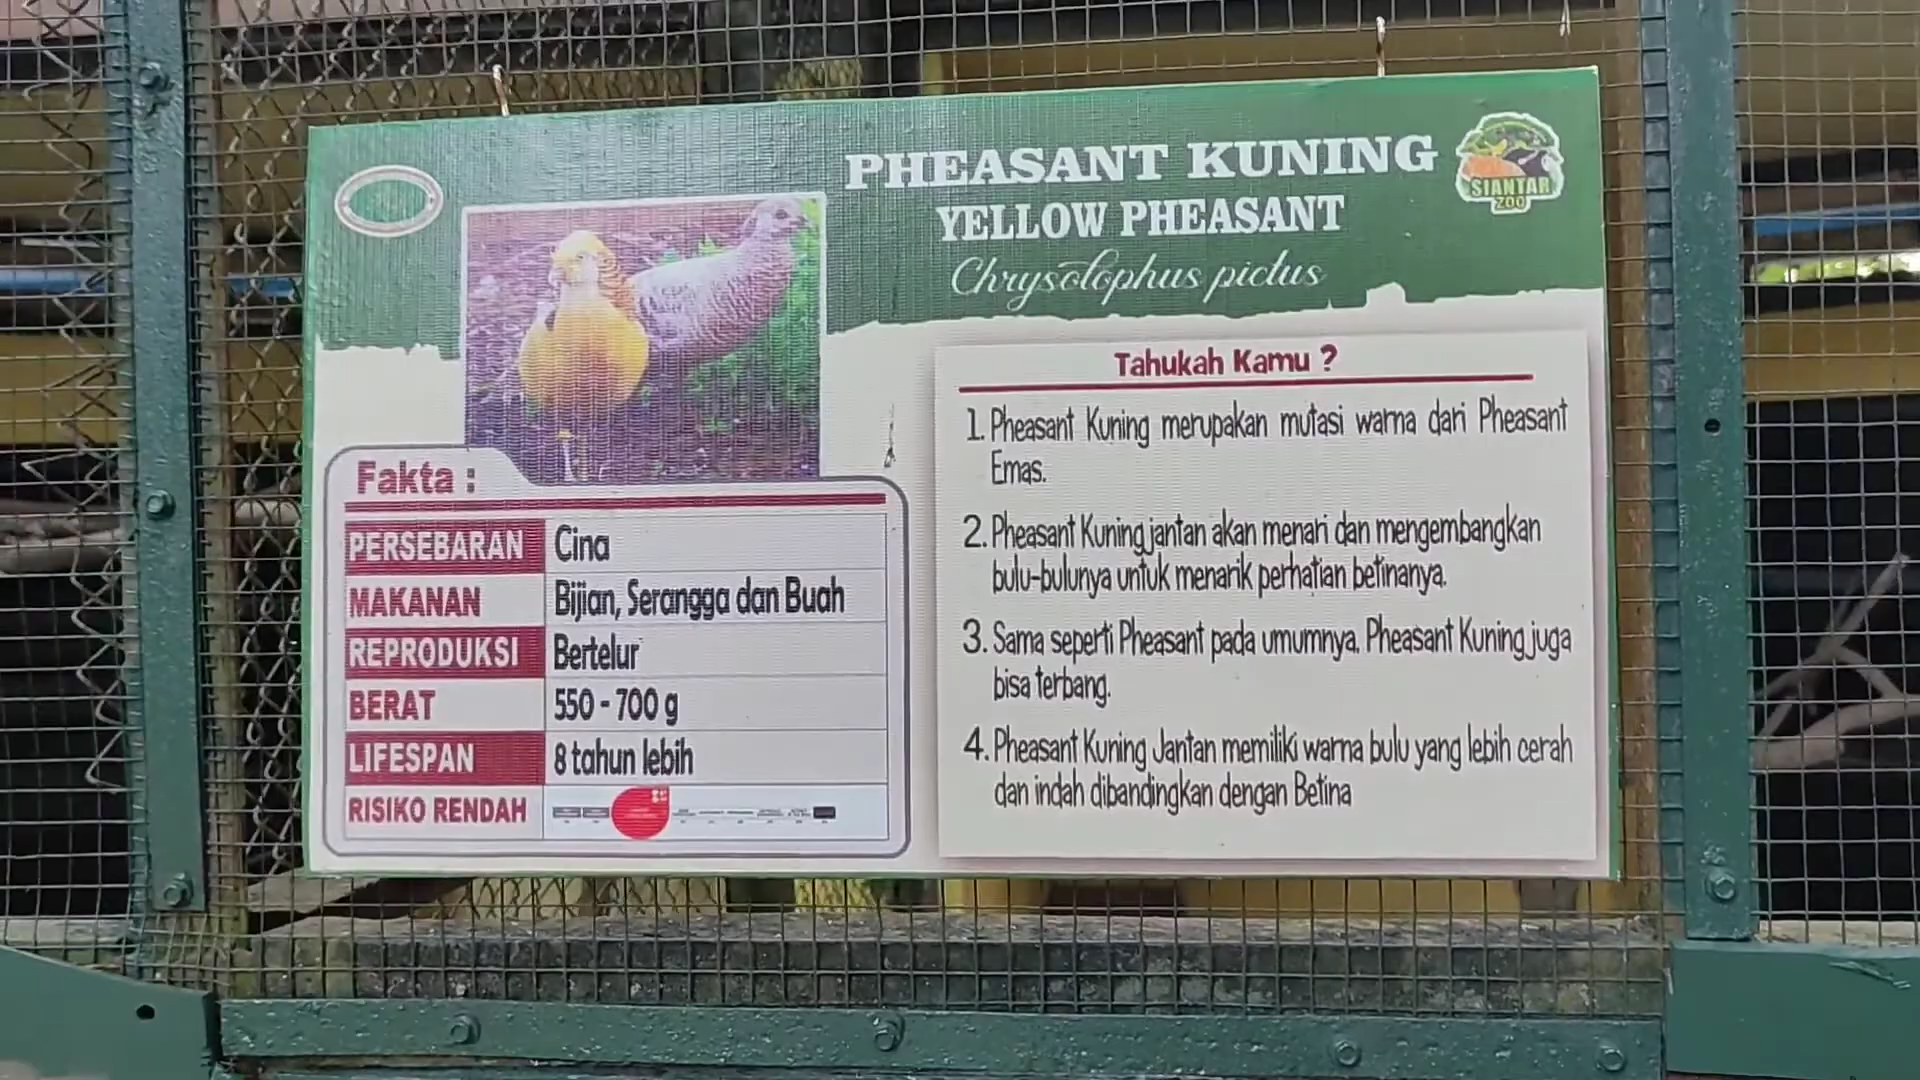 PHEASANT KUNING
YELLOW PHEASANT
Chrysolophus pictus
SIANTAR
ZOO
Fakta :
PERSEBARAN Cina
MAKANAN Bijian, Serangga dan Buah
REPRODUKSI Bertelur
BERAT 550 - 700 g
LIFESPAN 8 tahun lebih
RISIKO RENDAH
Tahukah Kamu ?
1. Pheasant Kuning merupakan mutasi warna dari Pheasant
Emas.
2. Pheasant Kuning jantan akan menari dan mengembangkan
bulu-bulunya untuk menarik perhatian betinanya.
3. Sama seperti Pheasant pada umumnya, Pheasant Kuning juga
bisa terbang.
4. Pheasant Kuning Jantan memiliki warna bulu yang lebih cerah
dan indah dibandingkan dengan Betina